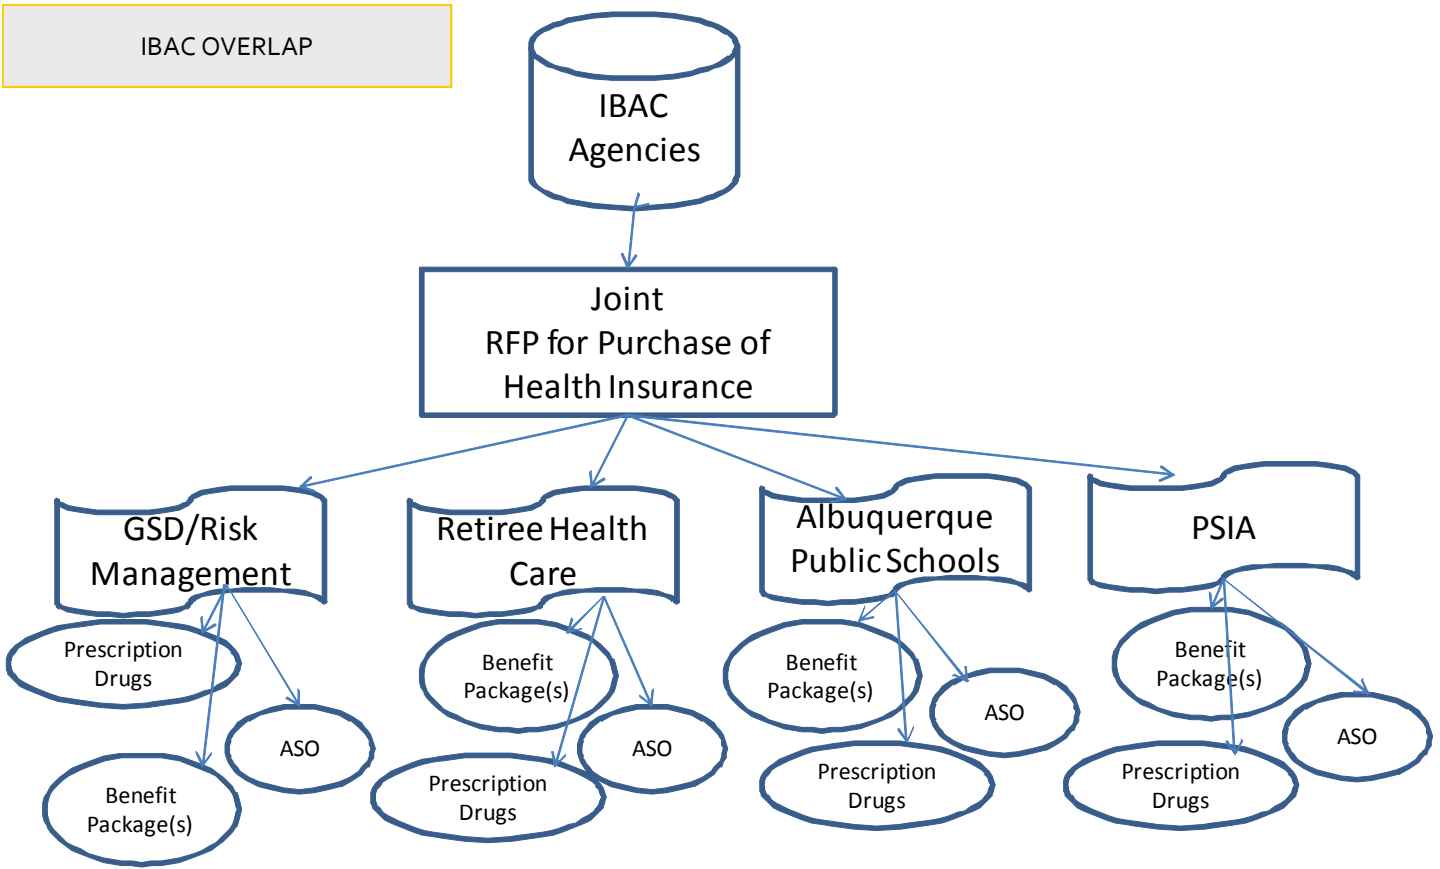 IBAC OVERLAP
IBAC
Agencies
Joint
RFP for Purchase of
Health Insurance
GSD/Risk
Management
Retiree Health
Care
Albuquerque
Public Schools
PSIA
Prescription
Drugs
Benefit
Package(s)
ASO
Benefit
Package(s)
Prescription
Drugs
ASO
Benefit
Package(s)
Prescription
Drugs
ASO
Benefit
Package(s)
Prescription
Drugs
ASO